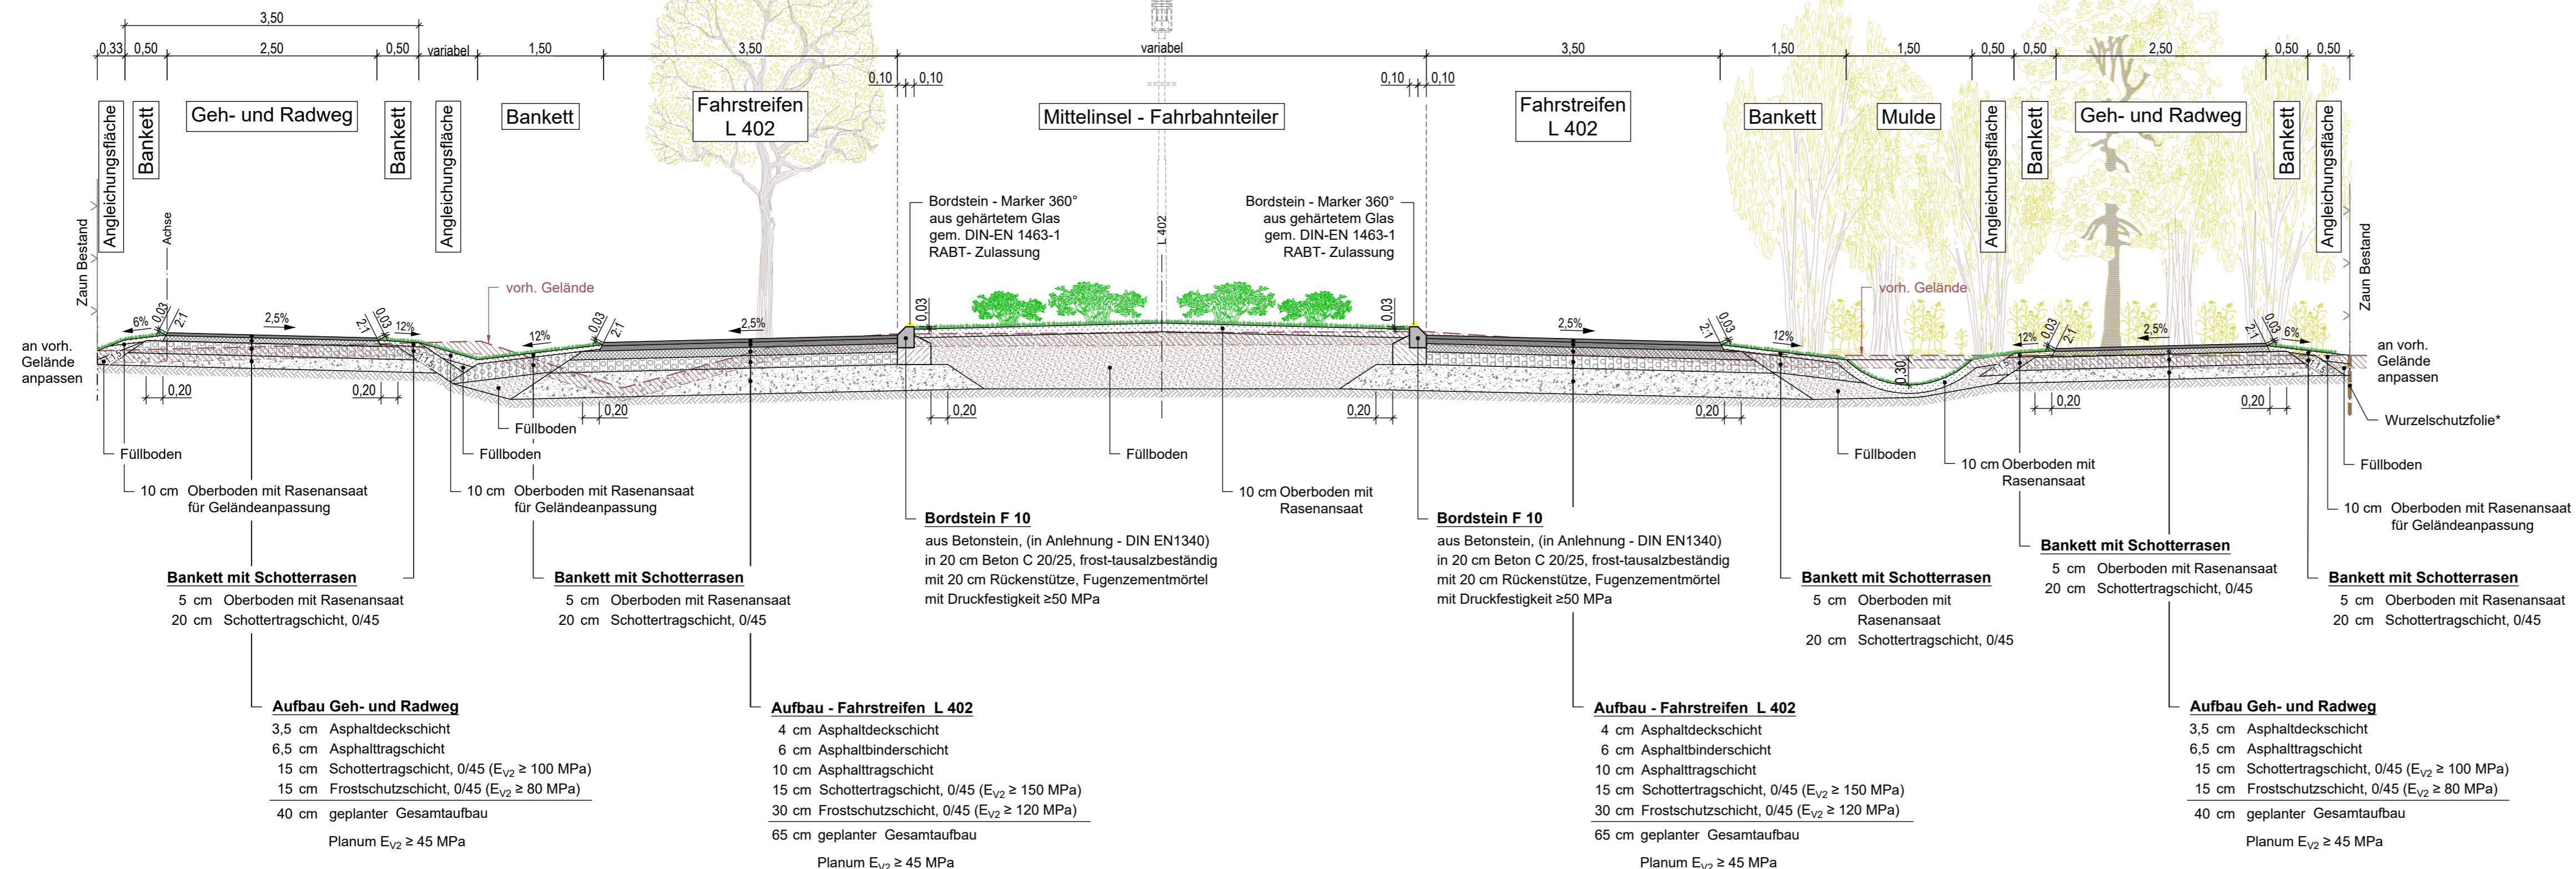 3,50
0,33 0,50 2,50 0,50 variabel 1,50 3,50 variabel 3,50 1,50 1,50 0,50 0,50 2,50 0,50 0,50
0,10 0,10 0,10 0,10
Angleichungsfläche
Bankett
Geh- und Radweg
Bankett
Angleichungsfläche
Bankett
Fahrstreifen
L 402
Mittelinsel - Fahrbahnteiler
Fahrstreifen
L 402
Bankett
Mulde
Angleichungsfläche
Bankett
Geh- und Radweg
Bankett
Angleichungsfläche
Zaun Bestand
Achse
Bordstein - Marker 360°
aus gehärtetem Glas
gem. DIN-EN 1463-1
RABT- Zulassung
L 402
Bordstein - Marker 360°
aus gehärtetem Glas
gem. DIN-EN 1463-1
RABT- Zulassung
Zaun Bestand
vorh. Gelände
vorh. Gelände
6% 0,03 2:1 2,5% 0,03 2:1 12% 12% 0,03 2:1 2,5% 0,03 0,03 2,5% 0,03 2:1 12% 0,30 12% 0,03 2:1 2,5% 2:1 0,03 6%
an vorh.
Gelände
anpassen
an vorh.
Gelände
anpassen
0,20 0,20 0,20 0,20 0,20 0,20 0,20 0,20
Wurzelschutzfolie*
Füllboden
Füllboden
Füllboden
Füllboden
Füllboden
Füllboden
10 cm Oberboden mit Rasenansaat
für Geländeanpassung
10 cm Oberboden mit Rasenansaat
für Geländeanpassung
10 cm Oberboden mit
Rasenansaat
10 cm Oberboden mit
Rasenansaat
10 cm Oberboden mit Rasenansaat
für Geländeanpassung
Bankett mit Schotterrasen
5 cm Oberboden mit Rasenansaat
20 cm Schottertragschicht, 0/45
Bankett mit Schotterrasen
5 cm Oberboden mit Rasenansaat
20 cm Schottertragschicht, 0/45
Bordstein F 10
aus Betonstein, (in Anlehnung - DIN EN1340)
in 20 cm Beton C 20/25, frost-tausalzbeständig
mit 20 cm Rückenstütze, Fugenzementmörtel
mit Druckfestigkeit ≥50 MPa
Bordstein F 10
aus Betonstein, (in Anlehnung - DIN EN1340)
in 20 cm Beton C 20/25, frost-tausalzbeständig
mit 20 cm Rückenstütze, Fugenzementmörtel
mit Druckfestigkeit ≥50 MPa
Bankett mit Schotterrasen
5 cm Oberboden mit
Rasenansaat
20 cm Schottertragschicht, 0/45
Bankett mit Schotterrasen
5 cm Oberboden mit Rasenansaat
20 cm Schottertragschicht, 0/45
Bankett mit Schotterrasen
5 cm Oberboden mit Rasenansaat
20 cm Schottertragschicht, 0/45
Aufbau Geh- und Radweg
3,5 cm Asphaltdeckschicht
6,5 cm Asphalttragschicht
15 cm Schottertragschicht, 0/45 (EV2 ≥ 100 MPa)
15 cm Frostschutzschicht, 0/45 (EV2 ≥ 80 MPa)
40 cm geplanter Gesamtaufbau
Planum EV2 ≥ 45 MPa
Aufbau - Fahrstreifen L 402
4 cm Asphaltdeckschicht
6 cm Asphaltbinderschicht
10 cm Asphalttragschicht
15 cm Schottertragschicht, 0/45 (EV2 ≥ 150 MPa)
30 cm Frostschutzschicht, 0/45 (EV2 ≥ 120 MPa)
65 cm geplanter Gesamtaufbau
Planum EV2 ≥ 45 MPa
Aufbau - Fahrstreifen L 402
4 cm Asphaltdeckschicht
6 cm Asphaltbinderschicht
10 cm Asphalttragschicht
15 cm Schottertragschicht, 0/45 (EV2 ≥ 150 MPa)
30 cm Frostschutzschicht, 0/45 (EV2 ≥ 120 MPa)
65 cm geplanter Gesamtaufbau
Planum EV2 ≥ 45 MPa
Aufbau Geh- und Radweg
3,5 cm Asphaltdeckschicht
6,5 cm Asphalttragschicht
15 cm Schottertragschicht, 0/45 (EV2 ≥ 100 MPa)
15 cm Frostschutzschicht, 0/45 (EV2 ≥ 80 MPa)
40 cm geplanter Gesamtaufbau
Planum EV2 ≥ 45 MPa